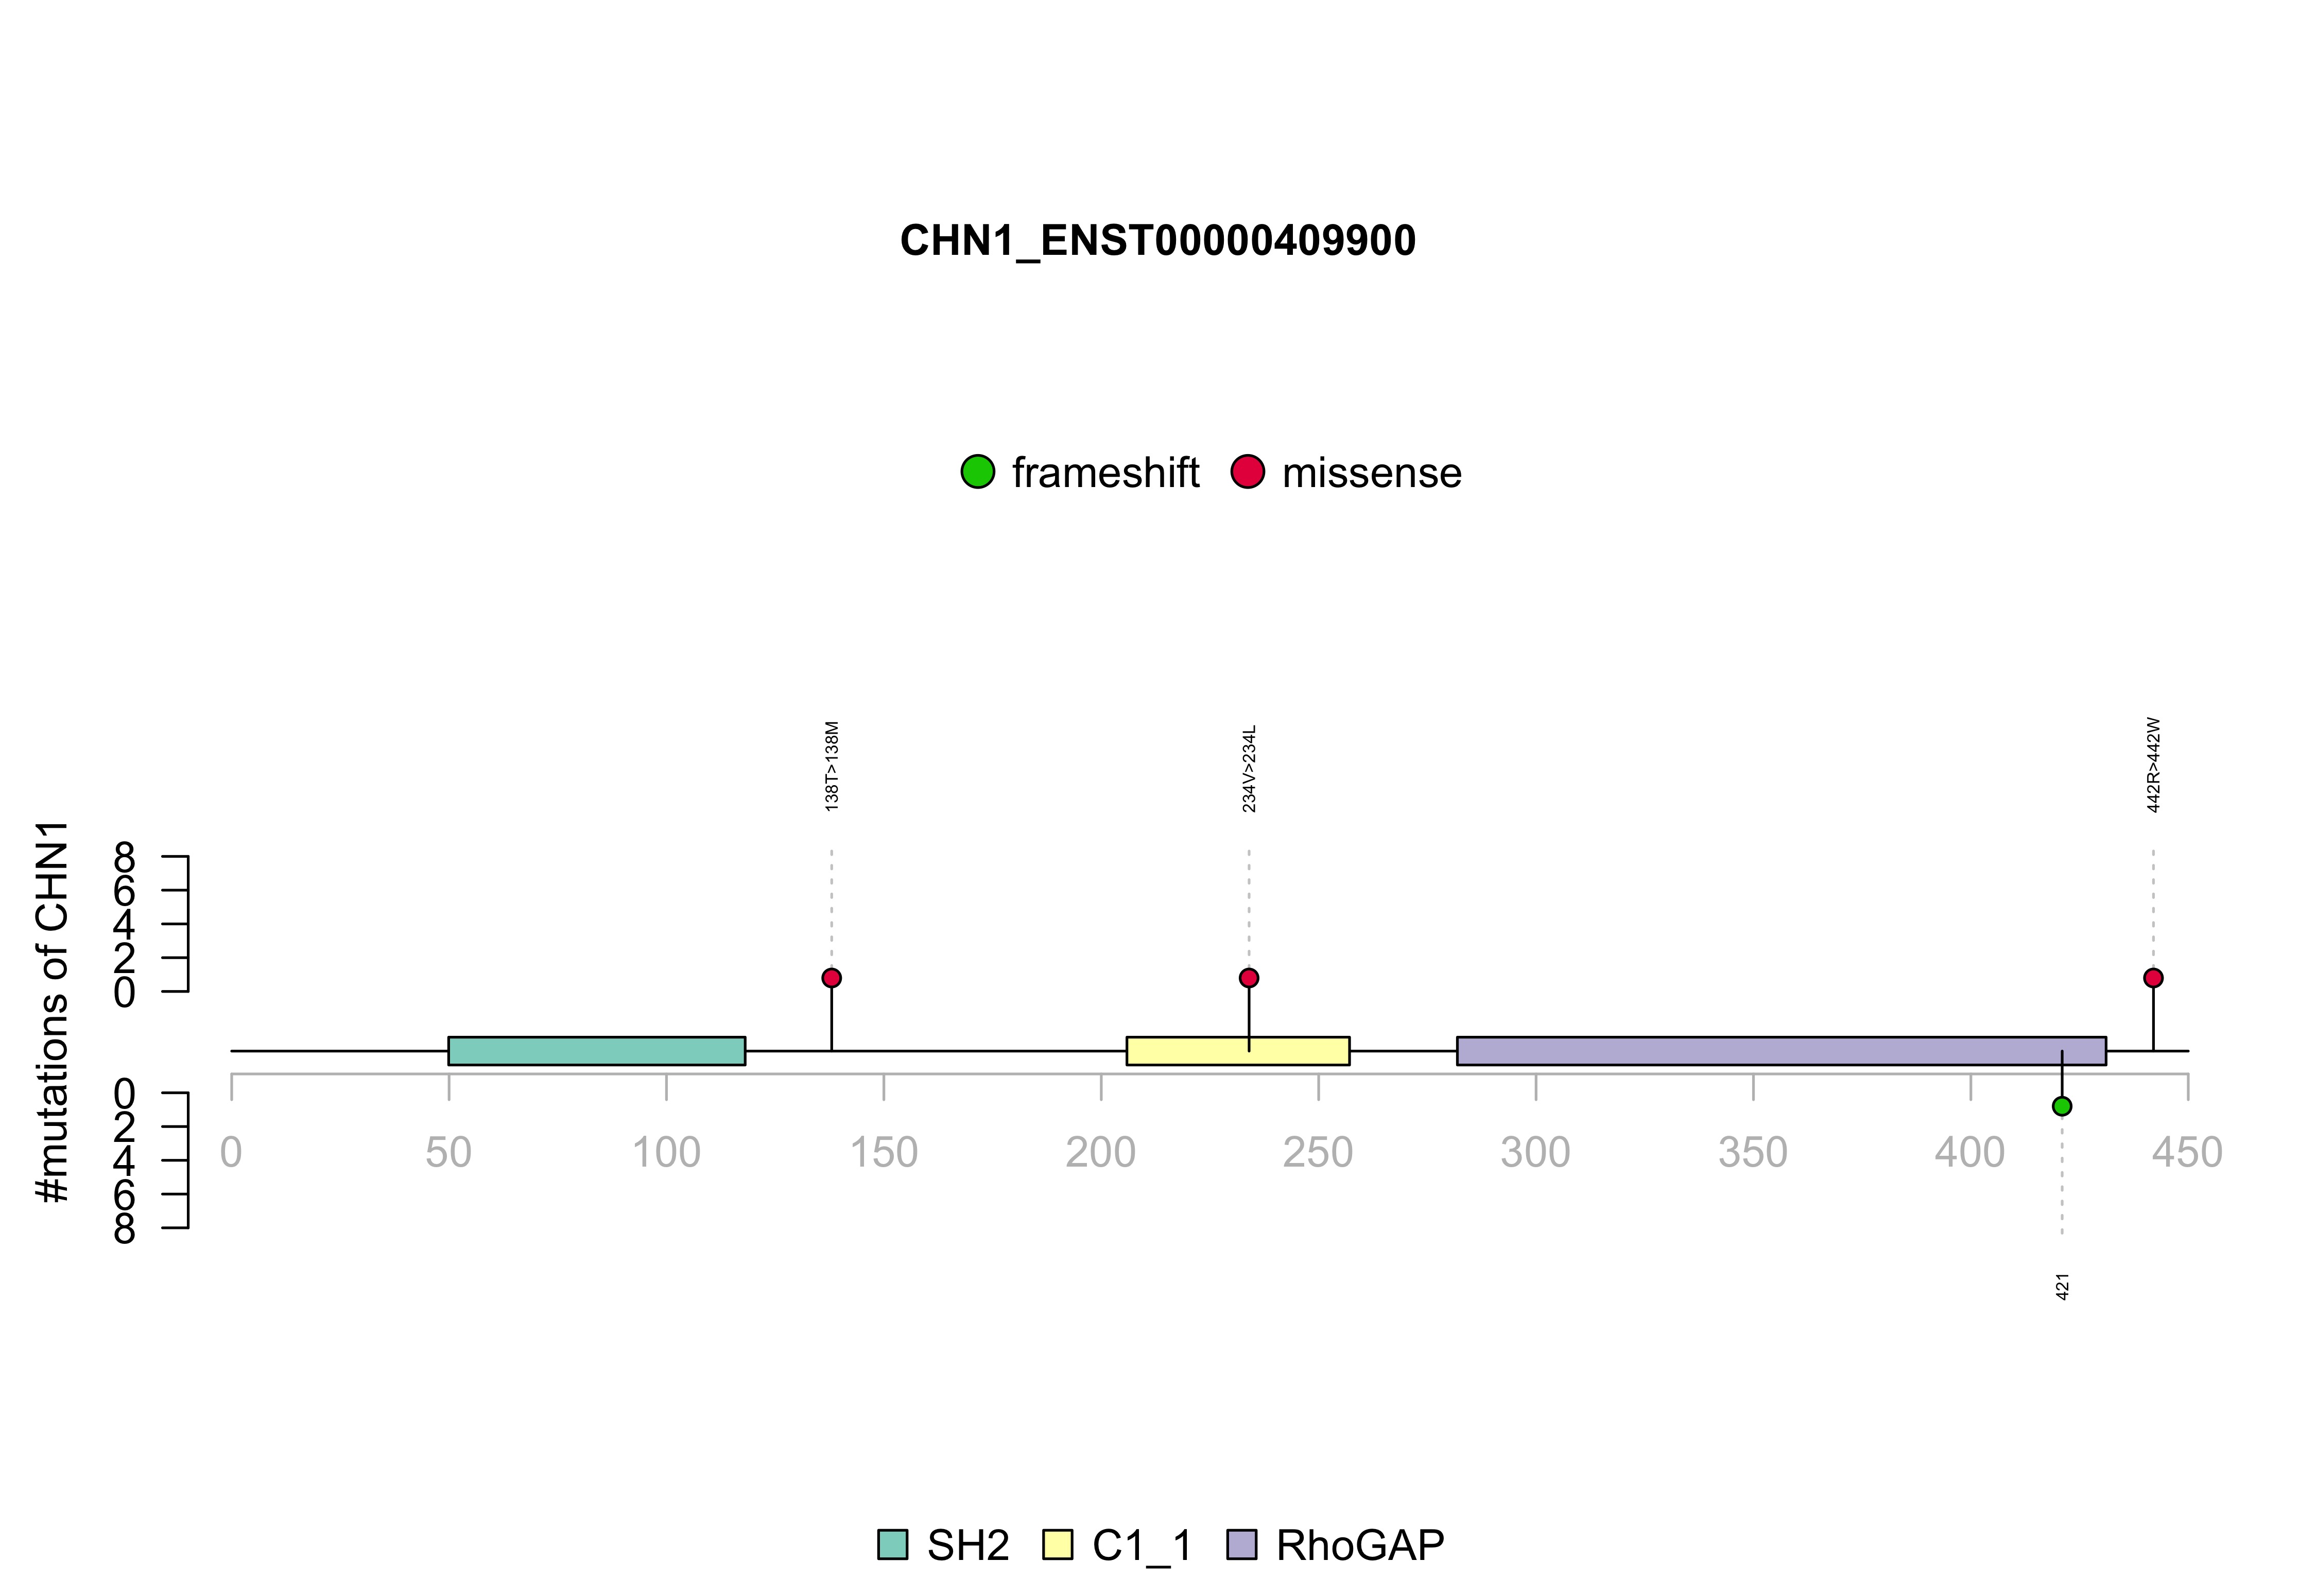 CHN1_ENST00000409900
frameshift missense
138T>138M
234V>234L
442R>442W
#mutations of CHN1
8
6
4
2
0
0
2
4
6
8
0 50 100 150 200 250 300 350 400 450
421
SH2 C1_1 RhoGAP